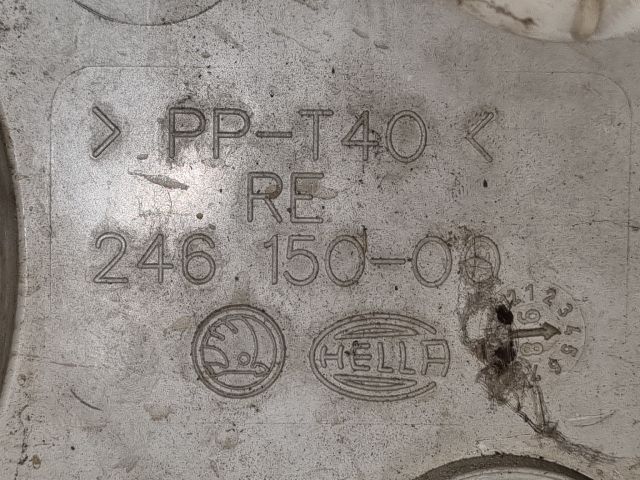 > PP-T40 <
RE
246 150-00
HELLA